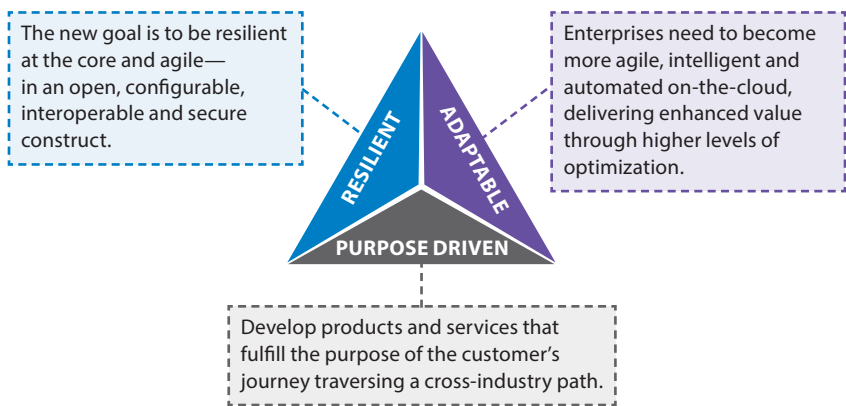 The new goal is to be resilient
at the core and agile—
in an open, configurable,
interoperable and secure
construct.
Enterprises need to become
more agile, intelligent and
automated on-the-cloud,
delivering enhanced value
through higher levels of
optimization.
RESILIENT
ADAPTABLE
PURPOSE DRIVEN
Develop products and services that
fulfill the purpose of the customer’s
journey traversing a cross-industry path.